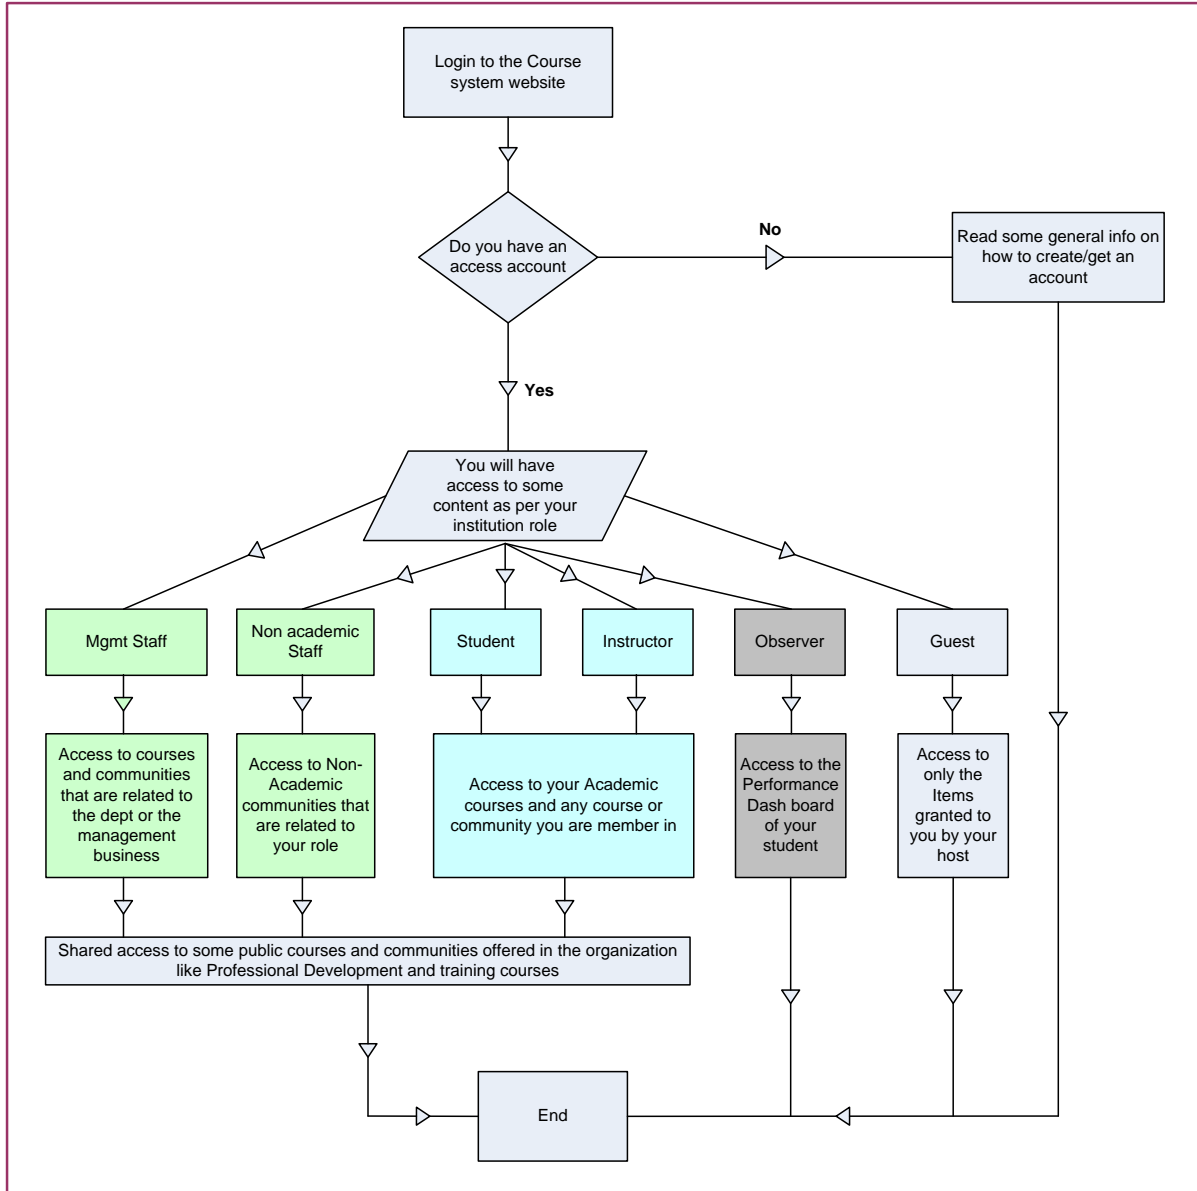 Login to the Course
system website
Do you have an
access account
No
Read some general info on
how to create/get an
account
Yes
You will have
access to some
content as per your
institution role
Mgmt Staff
Non academic
Staff
Student
Instructor
Observer
Guest
Access to courses
and communities
that are related to
the dept or the
management
business
Access to Non-
Academic
communities that
are related to
your role
Access to your Academic
courses and any course or
community you are member in
Access to the
Performance
Dash board
of your
student
Access to
only the
Items
granted to
you by your
host
Shared access to some public courses and communities offered in the organization
like Professional Development and training courses
End